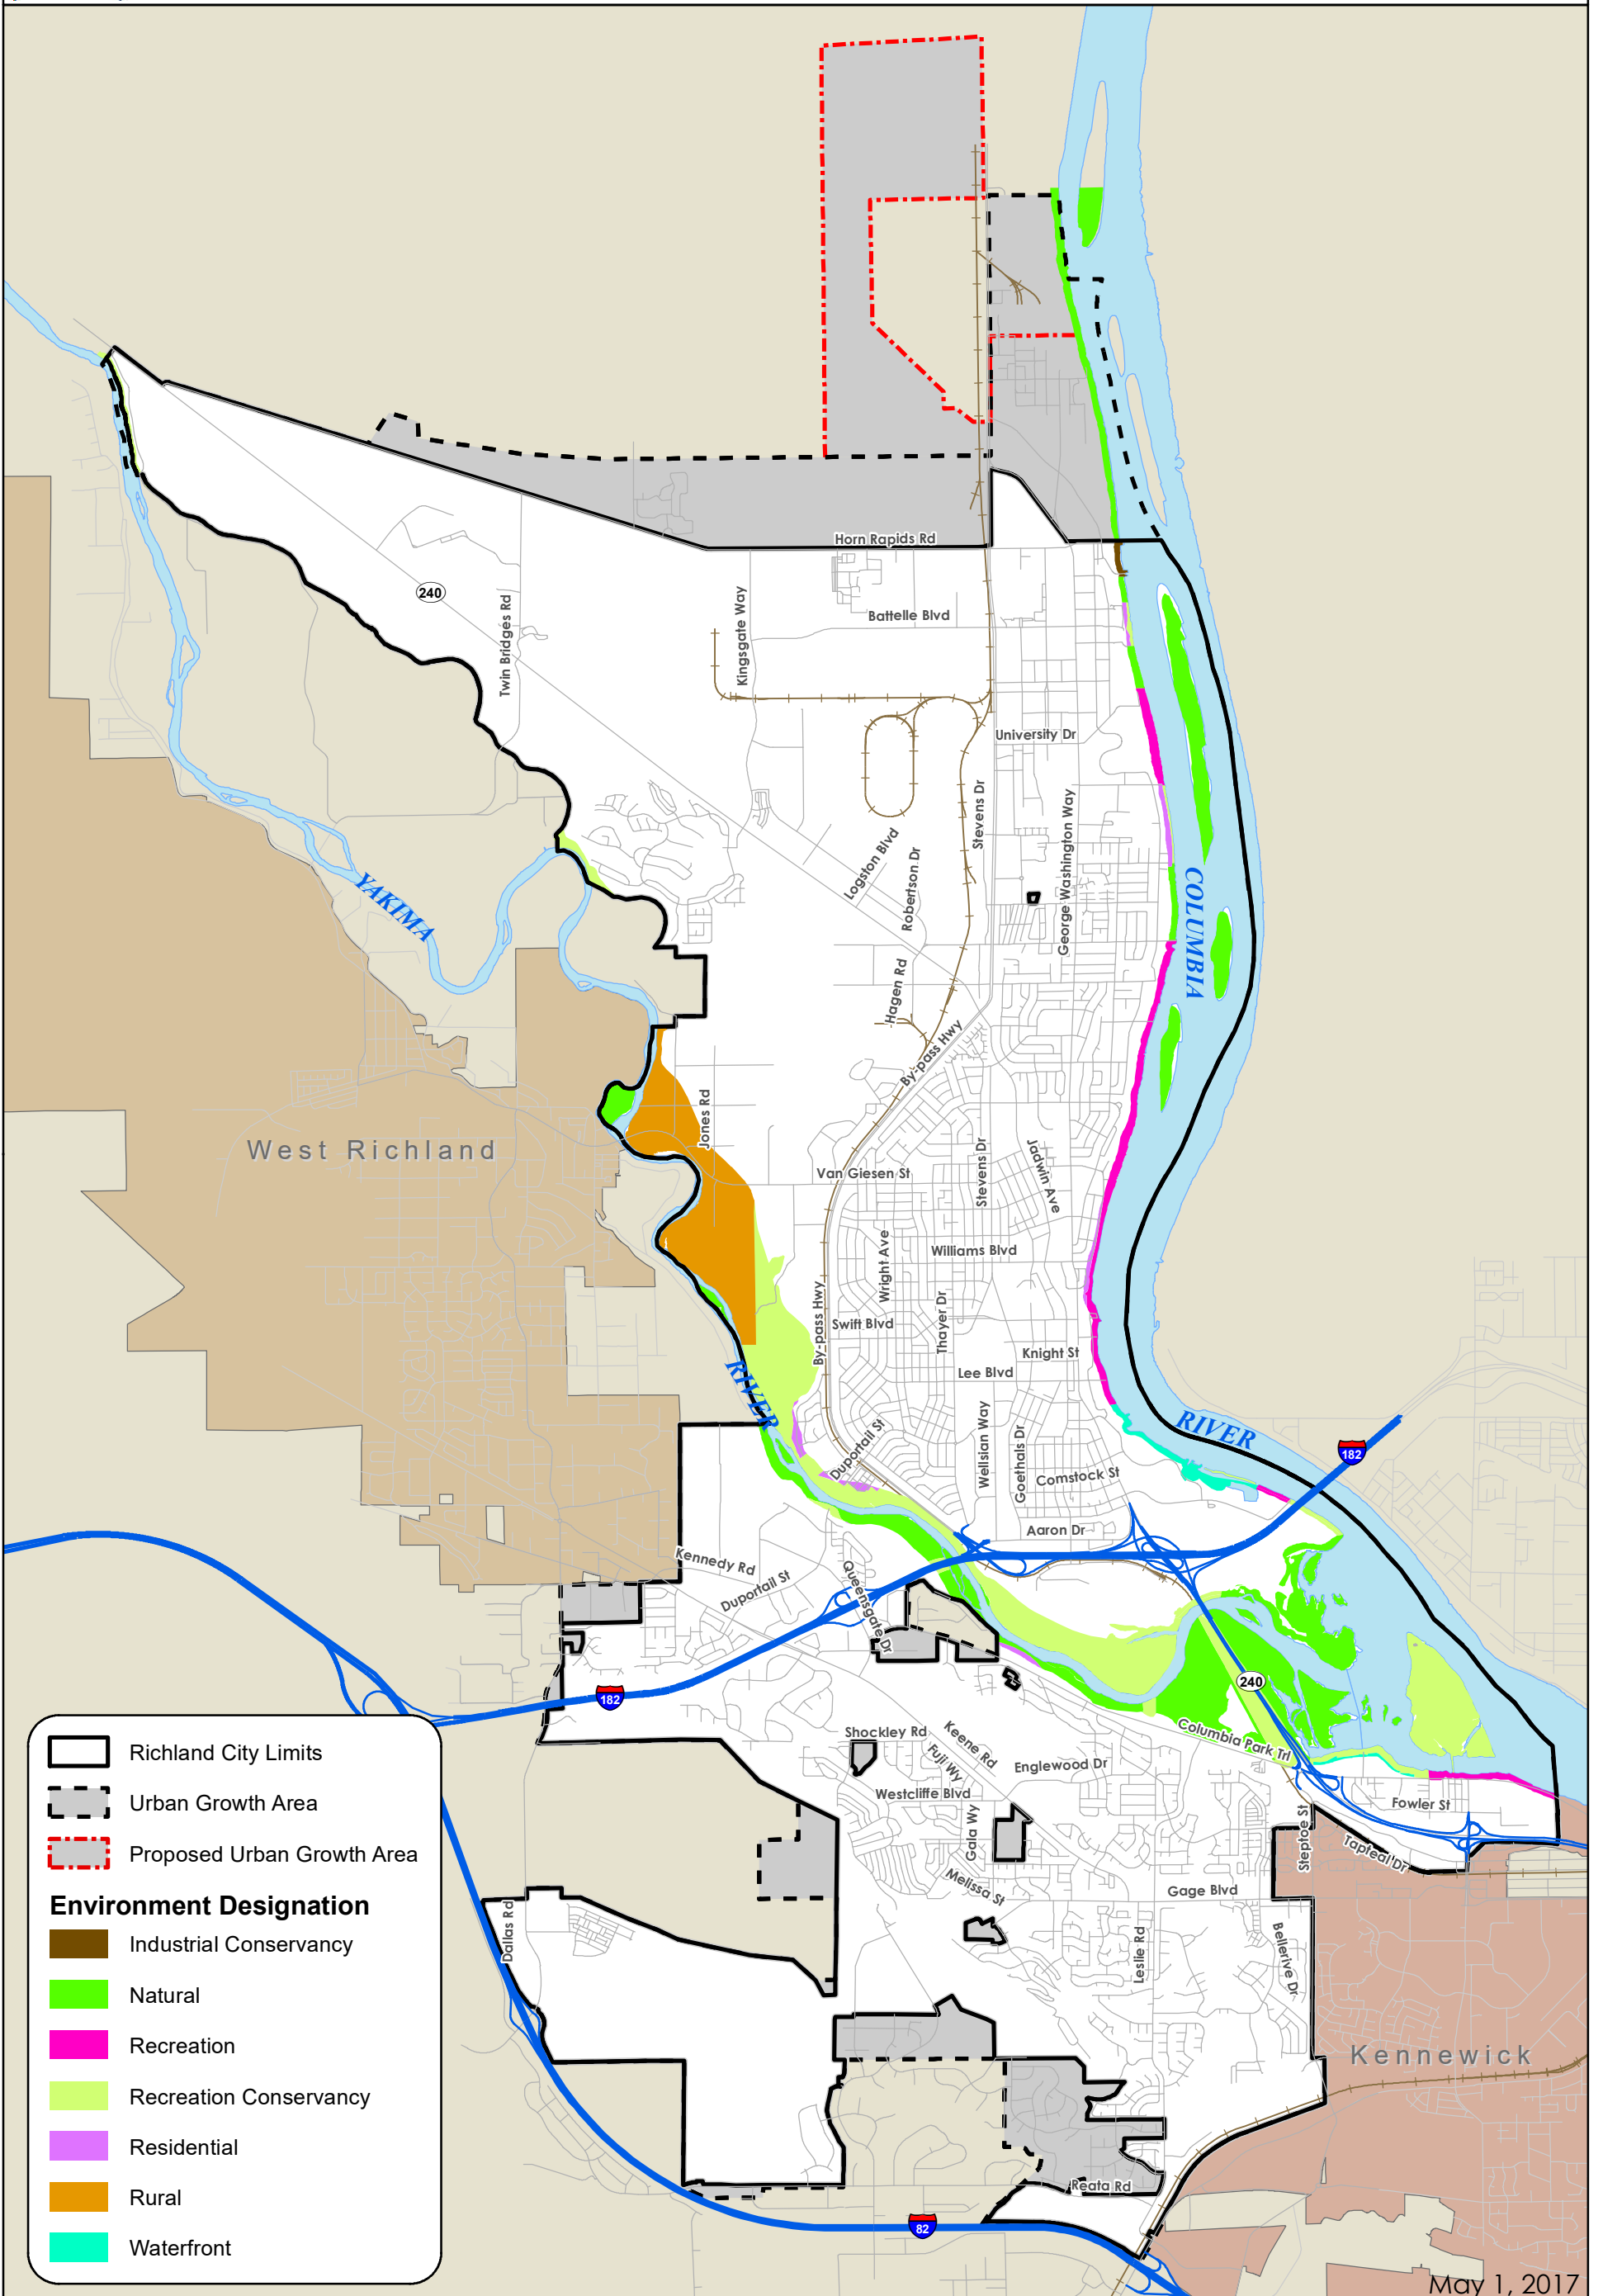 Horn Rapids Rd
240
Twin Bridges Rd
Kingsgate Way
Battelle Blvd
University Dr
Stevens Dr
George Washington Way
Logston Blvd
Robertson Dr
COLUMBIA
YAKIMA
Hagen Rd
By-pass Hwy
Jones Rd
West Richland
Van Giesen St
Stevens Dr
Jadwin Ave
Wright Ave
Williams Blvd
By-pass Hwy
Swift Blvd
Thayer Dr
Knight St
Lee Blvd
RIVER
RIVER
182
Duportail St
Wellsian Way
Goethals Dr
Comstock St
Aaron Dr
Kennedy Rd
Duportail St
Queensgate Dr
240
182
Shockley Rd
Keene Rd
Fuji Wy
Columbia Park Trl
Englewood Dr
Westcliffe Blvd
Gala Wy
Fowler St
Steptoe St
Tapteal Dr
Melissa St
Gage Blvd
Dallas Rd
Leslie Rd
Bellerive Dr
Kennewick
Reata Rd
82
Richland City Limits
Urban Growth Area
Proposed Urban Growth Area
Environment Designation
Industrial Conservancy
Natural
Recreation
Recreation Conservancy
Residential
Rural
Waterfront
May 1, 2017